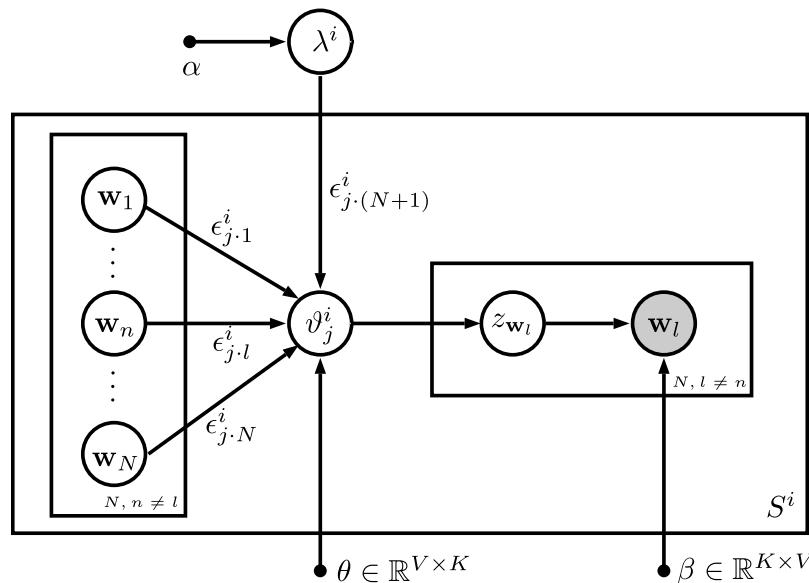 λ^i
α
w_1
ϵ^i_{j·1}
ϵ^i_{j·(N+1)}
⋮
w_n
ϵ^i_{j·l}
ϑ^i_j
z_{w_l}
w_l
⋮
N, l ≠ n
w_N
ϵ^i_{j·N}
N, n ≠ l
S^i
θ ∈ ℝ^{V×K}
β ∈ ℝ^{K×V}